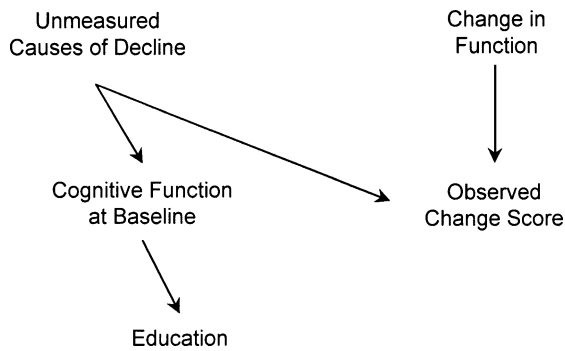 Unmeasured
Causes of Decline
Change in
Function
Cognitive Function
at Baseline
Observed
Change Score
Education